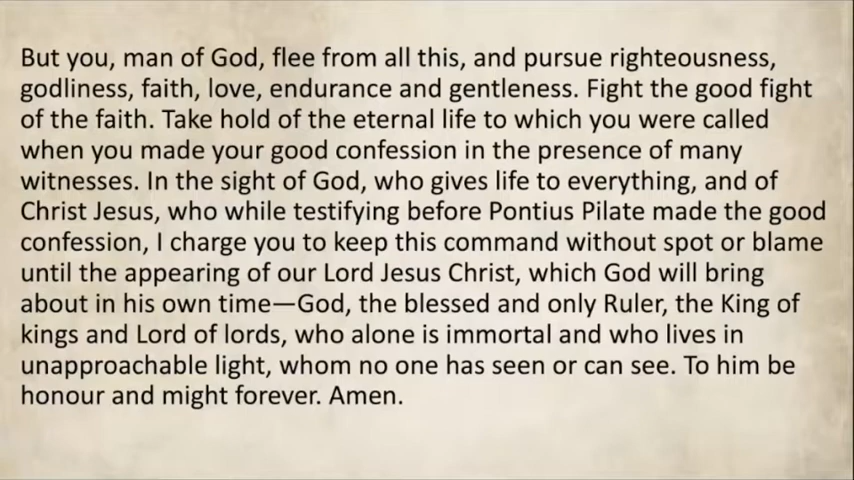 But you, man of God, flee from all this, and pursue righteousness,
godliness, faith, love, endurance and gentleness. Fight the good fight
of the faith. Take hold of the eternal life to which you were called
when you made your good confession in the presence of many
witnesses. In the sight of God, who gives life to everything, and of
Christ Jesus, who while testifying before Pontius Pilate made the good
confession, I charge you to keep this command without spot or blame
until the appearing of our Lord Jesus Christ, which God will bring
about in his own time—God, the blessed and only Ruler, the King of
kings and Lord of lords, who alone is immortal and who lives in
unapproachable light, whom no one has seen or can see. To him be
honour and might forever. Amen.